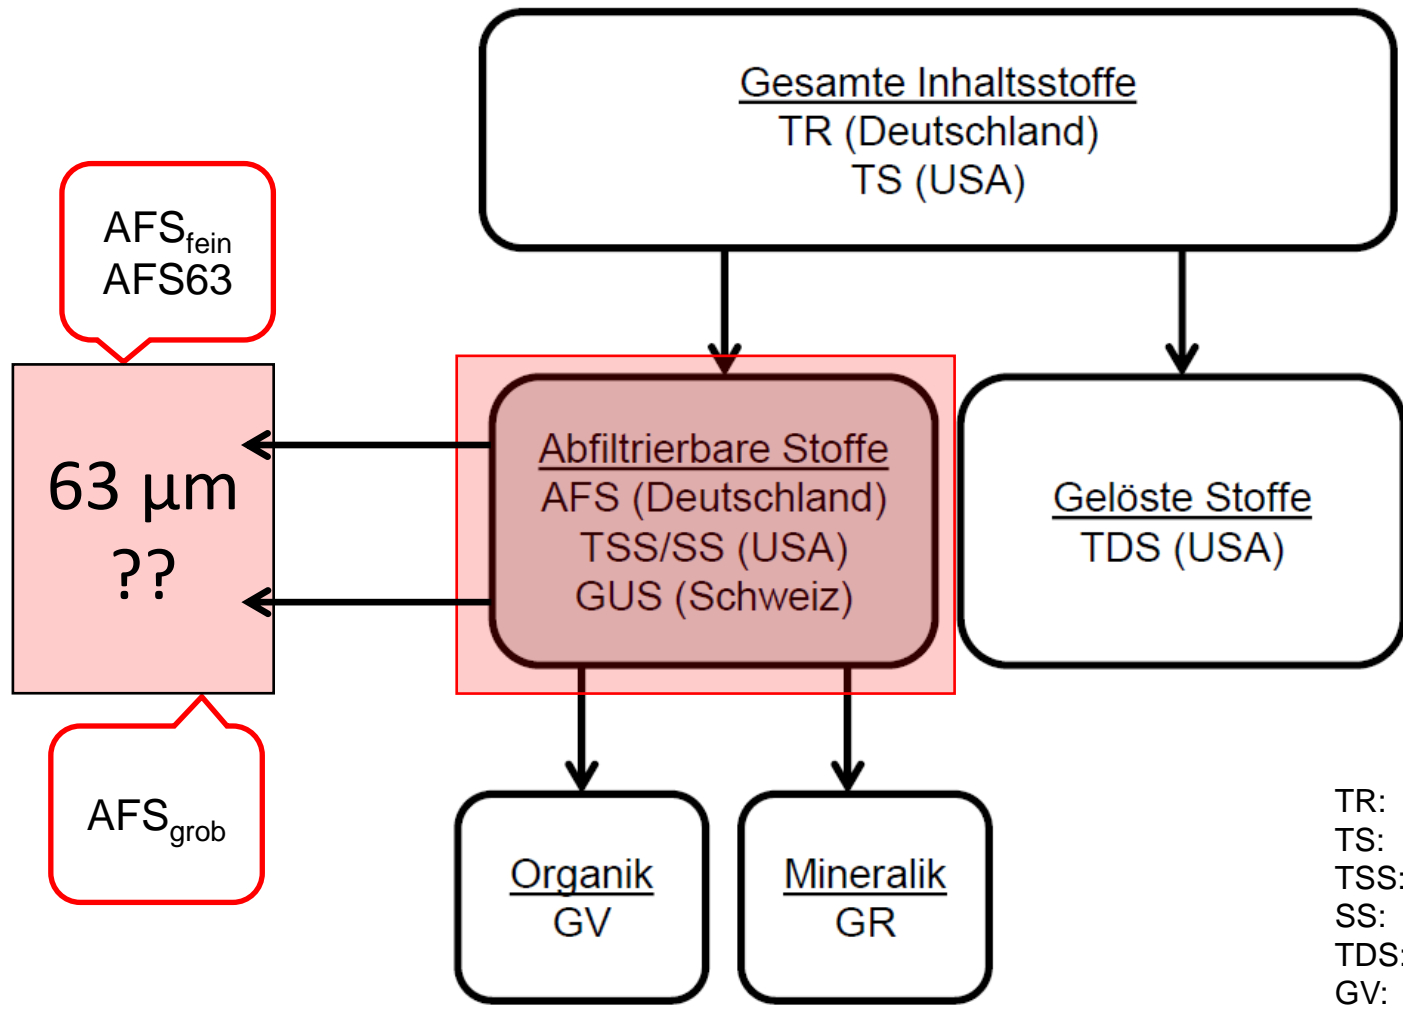 Gesamte Inhaltsstoffe
TR (Deutschland)
TS (USA)
AFSfein
AFS63
63 µm
??
Abfiltrierbare Stoffe
AFS (Deutschland)
TSS/SS (USA)
GUS (Schweiz)
Gelöste Stoffe
TDS (USA)
AFSgrob
Organik
GV
Mineralik
GR
TR:
TS:
TSS:
SS:
TDS:
GV: